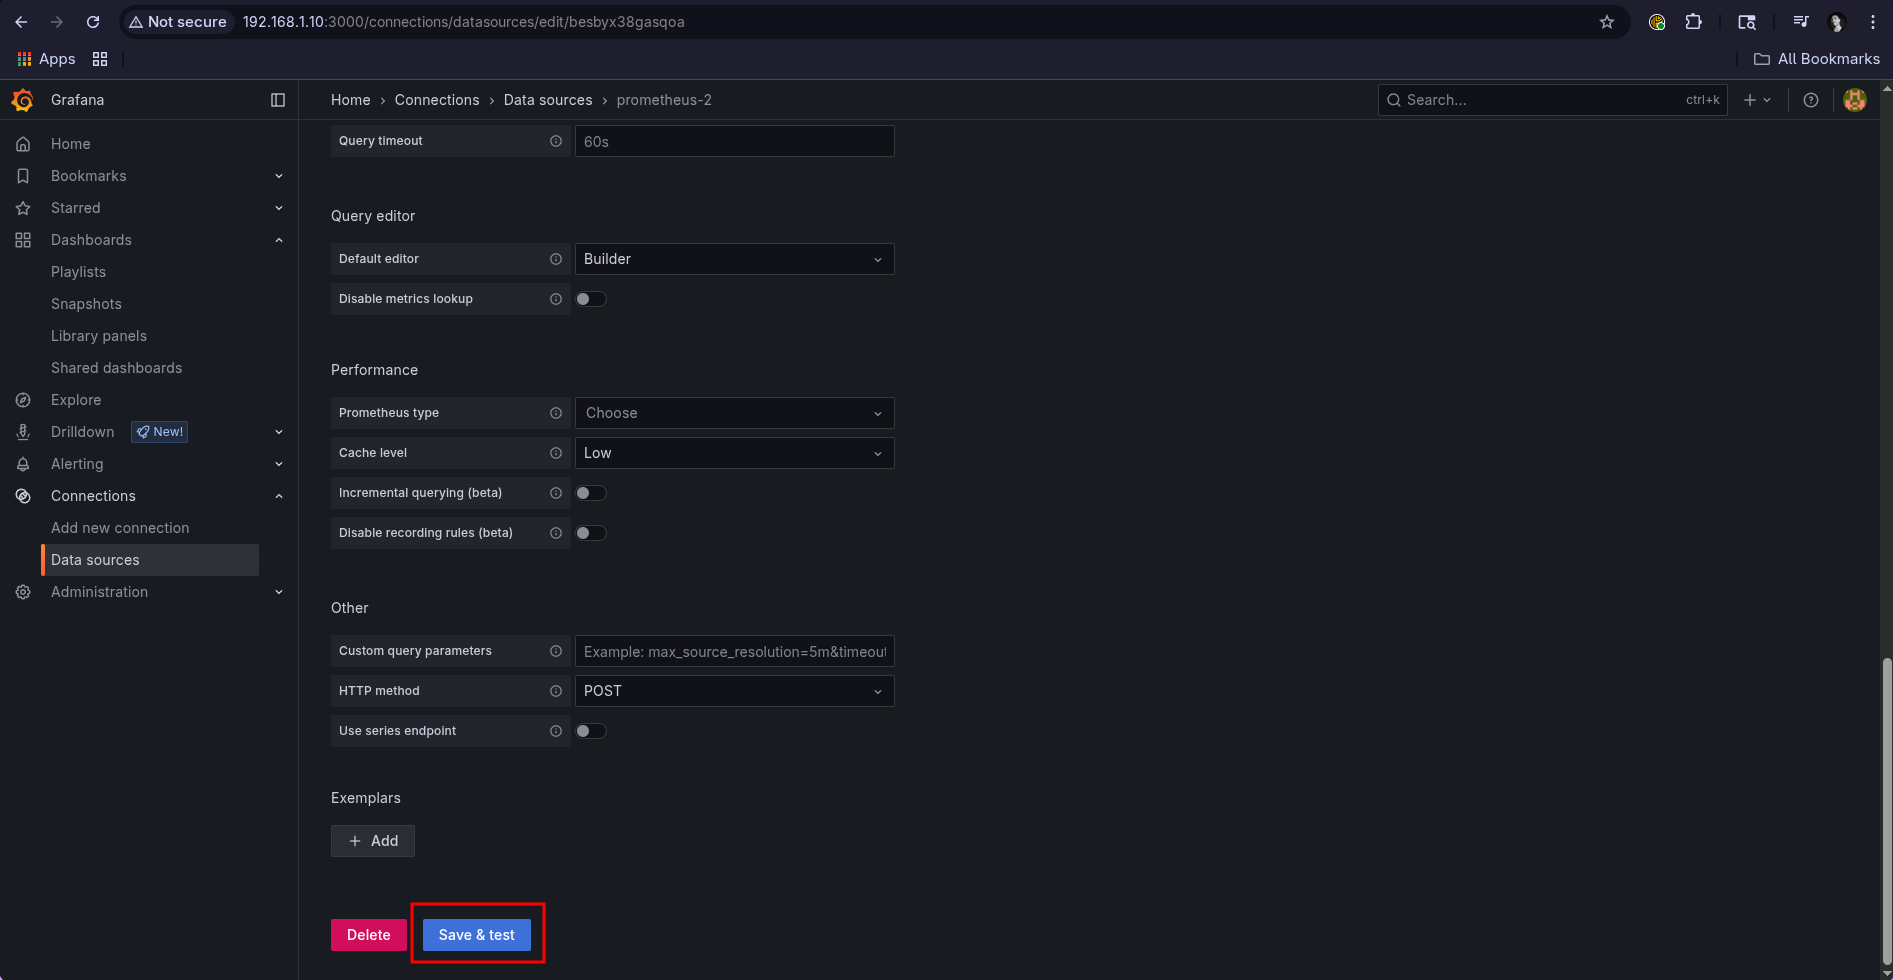 Not secure 192.168.1.10:3000/connections/datasources/edit/besbyx38gasqoa
Apps All Bookmarks
Grafana Home › Connections › Data sources › prometheus-2 Search... ctrl+k
Home
Bookmarks
Starred
Dashboards
Playlists
Snapshots
Library panels
Shared dashboards
Explore
Drilldown New!
Alerting
Connections
Add new connection
Data sources
Administration
Query timeout 60s
Query editor
Default editor Builder
Disable metrics lookup
Performance
Prometheus type Choose
Cache level Low
Incremental querying (beta)
Disable recording rules (beta)
Other
Custom query parameters Example: max_source_resolution=5m&timeout
HTTP method POST
Use series endpoint
Exemplars
+ Add
Delete Save & test